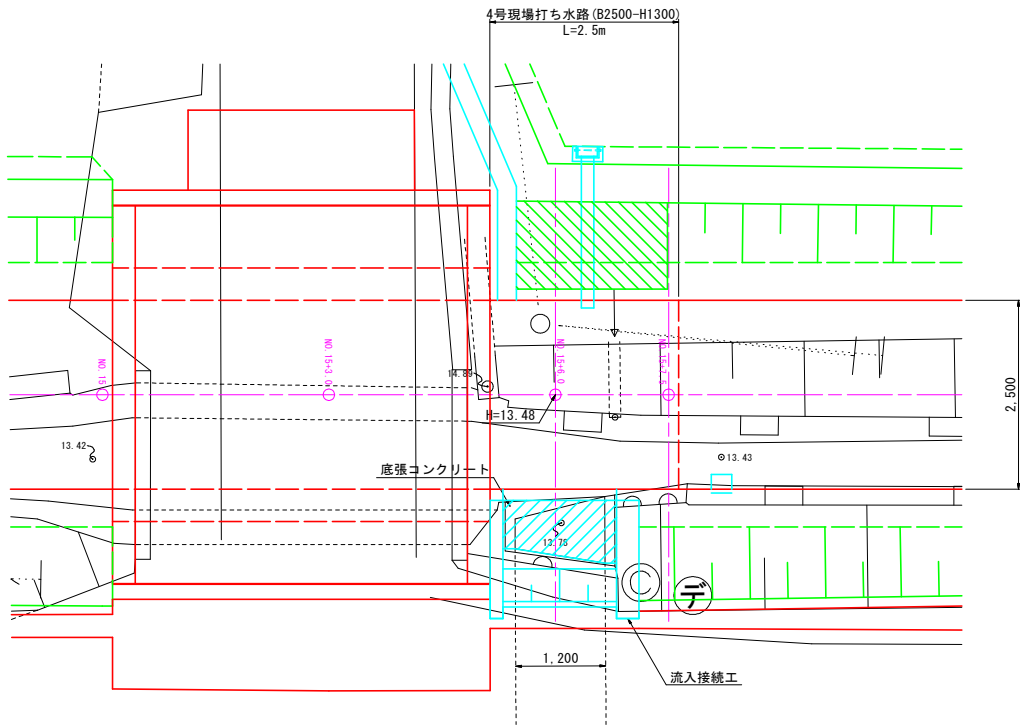 4号現場打ち水路(B2500-H1300)
L=2.5m
NO.15
NO.15+3.0
14.89
NO.15+6.0
NO.15+7.5
H=13.48
2,500
13.42
13.43
底張コンクリート
13.75
デ
1,200
流入接続工